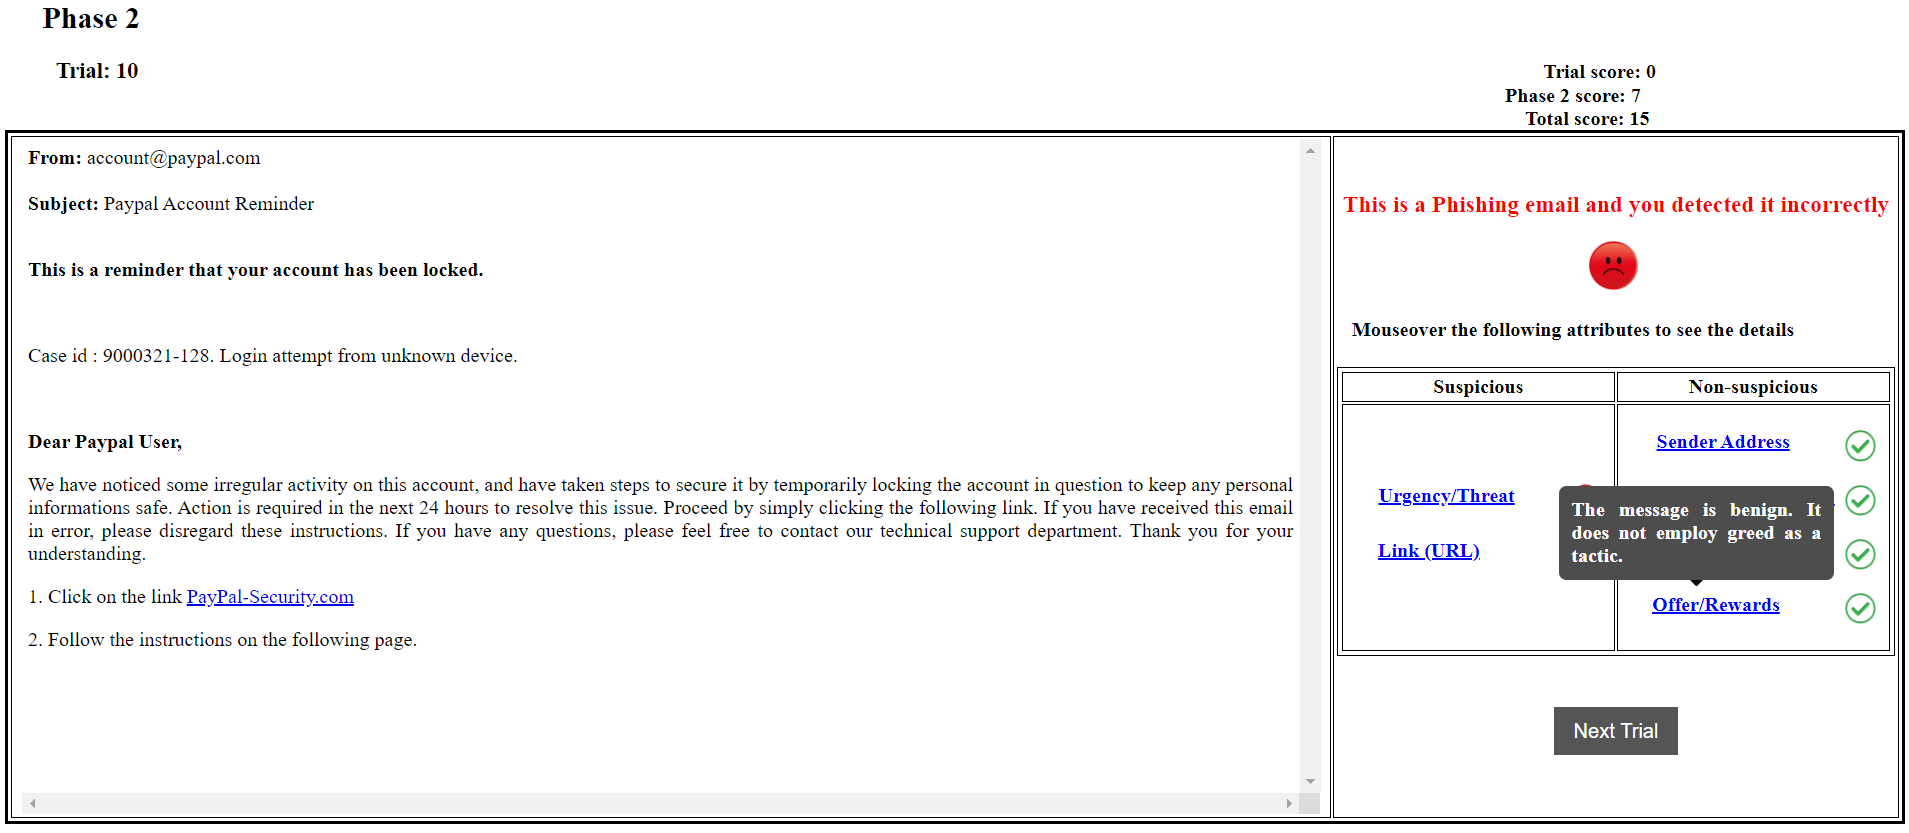 Phase 2
Trial: 10
Trial score: 0
Phase 2 score: 7
Total score: 15
From: account@paypal.com
Subject: Paypal Account Reminder
This is a reminder that your account has been locked.
Case id : 9000321-128. Login attempt from unknown device.
Dear Paypal User,
We have noticed some irregular activity on this account, and have taken steps to secure it by temporarily locking the account in question to keep any personal
informations safe. Action is required in the next 24 hours to resolve this issue. Proceed by simply clicking the following link. If you have received this email
in error, please disregard these instructions. If you have any questions, please feel free to contact our technical support department. Thank you for your
understanding.
1. Click on the link PayPal-Security.com
2. Follow the instructions on the following page.
This is a Phishing email and you detected it incorrectly
Mouseover the following attributes to see the details
Suspicious
Non-suspicious
Urgency/Threat
Link (URL)
Sender Address
The message is benign. It
does not employ greed as a
tactic.
Offer/Rewards
Next Trial